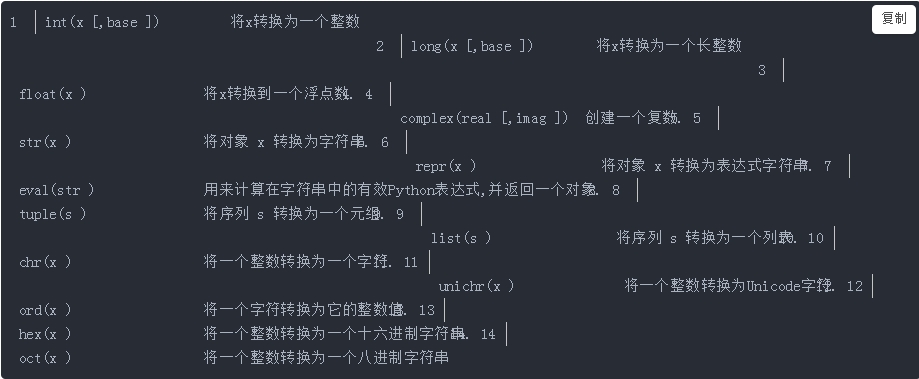 复制
1 int(x [,base ]) 将x转换为一个整数
2 long(x [,base ]) 将x转换为一个长整数
3
float(x ) 将x转换到一个浮点数 4
complex(real [,imag ]) 创建一个复数 5
str(x ) 将对象 x 转换为字符串 6
repr(x ) 将对象 x 转换为表达式字符串 7
eval(str ) 用来计算在字符串中的有效Python表达式,并返回一个对象 8
tuple(s ) 将序列 s 转换为一个元组 9
list(s ) 将序列 s 转换为一个列表 10
chr(x ) 将一个整数转换为一个字符 11
unichr(x ) 将一个整数转换为Unicode字符 12
ord(x ) 将一个字符转换为它的整数值 13
hex(x ) 将一个整数转换为一个十六进制字符串 14
oct(x ) 将一个整数转换为一个八进制字符串